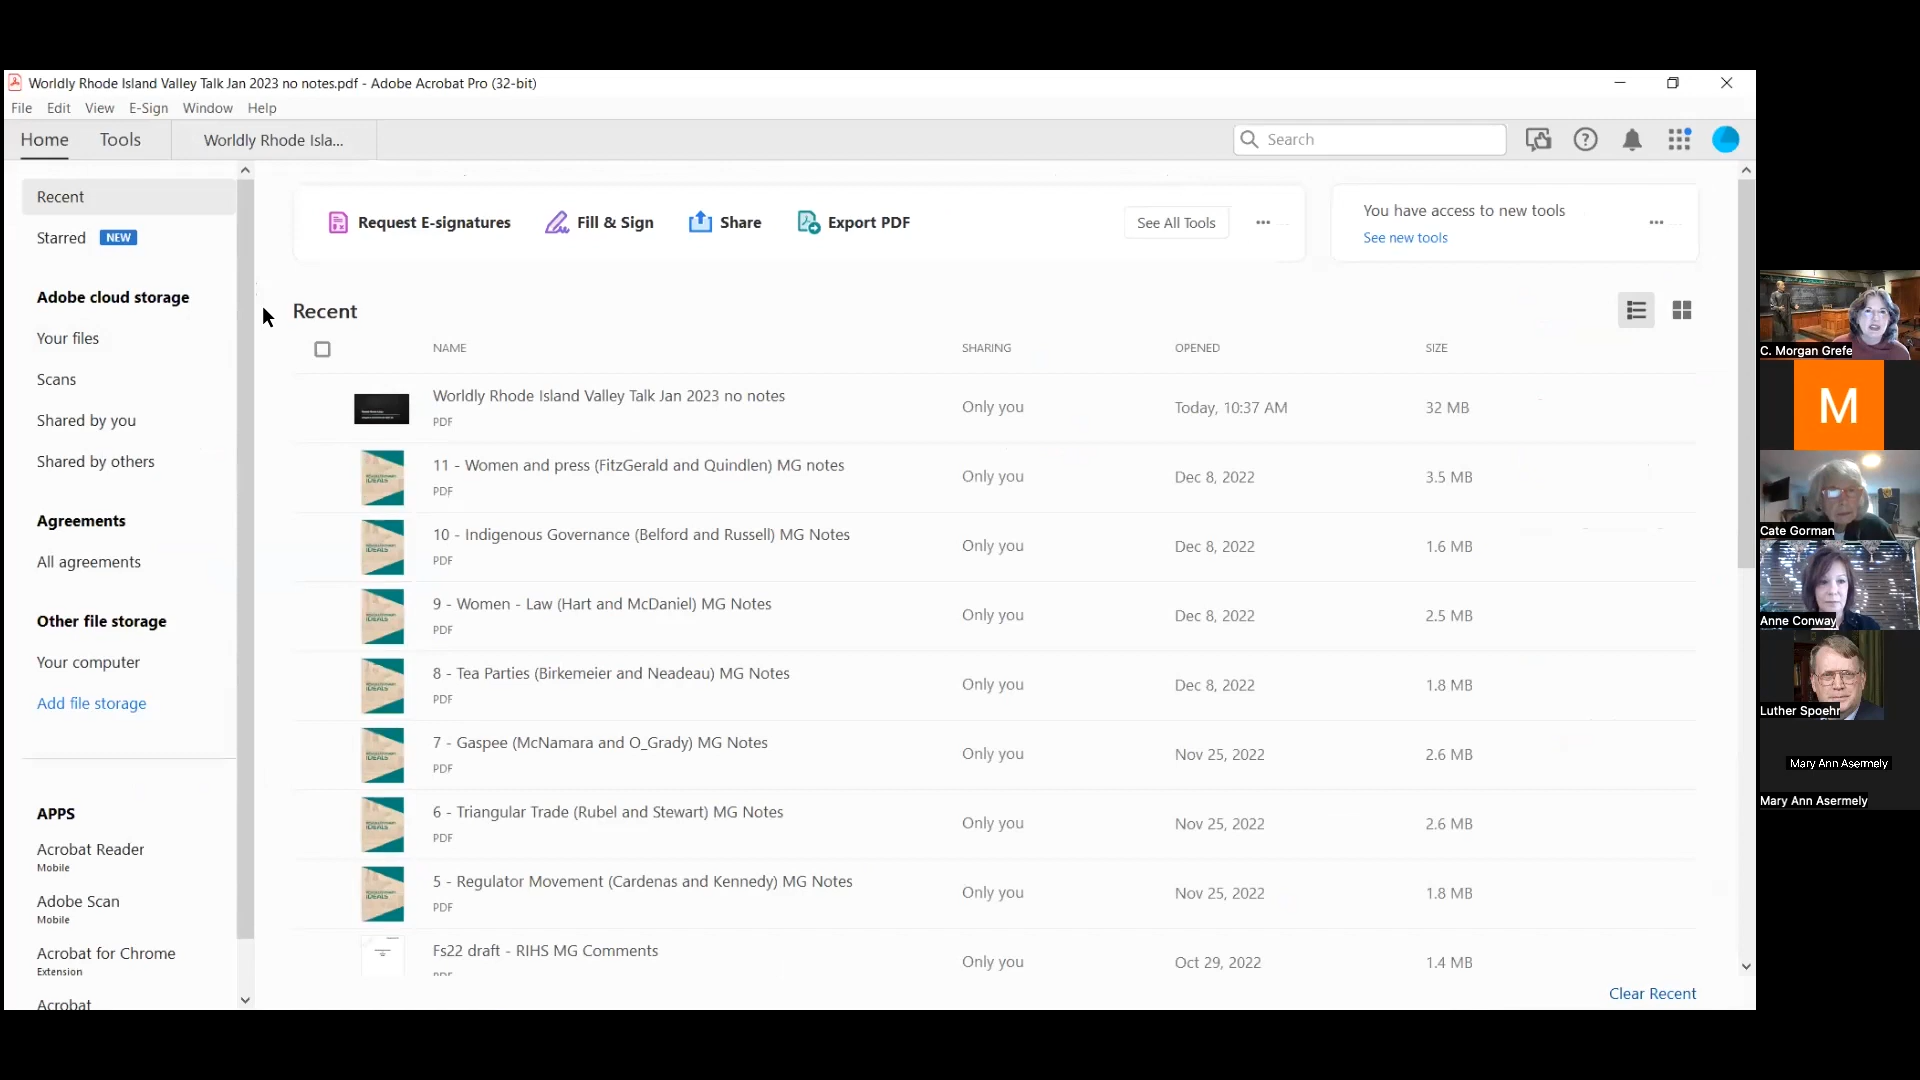 Worldly Rhode Island Valley Talk Jan 2023 no notes.pdf - Adobe Acrobat Pro (32-bit)
File Edit View E-Sign Window Help
Home Tools Worldly Rhode Isla... Search
Recent
Starred NEW
Adobe cloud storage
Your files
Scans
Shared by you
Shared by others
Agreements
All agreements
Other file storage
Your computer
Add file storage
APPS
Acrobat Reader
Mobile
Adobe Scan
Mobile
Acrobat for Chrome
Extension
Acrobat
Request E-signatures Fill & Sign Share Export PDF See All Tools
You have access to new tools
See new tools
Recent
NAME SHARING OPENED SIZE
Worldly Rhode Island Valley Talk Jan 2023 no notes Only you Today, 10:37 AM 32 MB
PDF
11 - Women and press (FitzGerald and Quindlen) MG notes Only you Dec 8, 2022 3.5 MB
PDF
10 - Indigenous Governance (Belford and Russell) MG Notes Only you Dec 8, 2022 1.6 MB
PDF
9 - Women - Law (Hart and McDaniel) MG Notes Only you Dec 8, 2022 2.5 MB
PDF
8 - Tea Parties (Birkemeier and Neadeau) MG Notes Only you Dec 8, 2022 1.8 MB
PDF
7 - Gaspee (McNamara and O_Grady) MG Notes Only you Nov 25, 2022 2.6 MB
PDF
6 - Triangular Trade (Rubel and Stewart) MG Notes Only you Nov 25, 2022 2.6 MB
PDF
5 - Regulator Movement (Cardenas and Kennedy) MG Notes Only you Nov 25, 2022 1.8 MB
PDF
Fs22 draft - RIHS MG Comments Only you Oct 29, 2022 1.4 MB
PDF
Clear Recent
C. Morgan Grefe
M
Cate Gorman
Anne Conway
Luther Spoehr
Mary Ann Asermely
Mary Ann Asermely